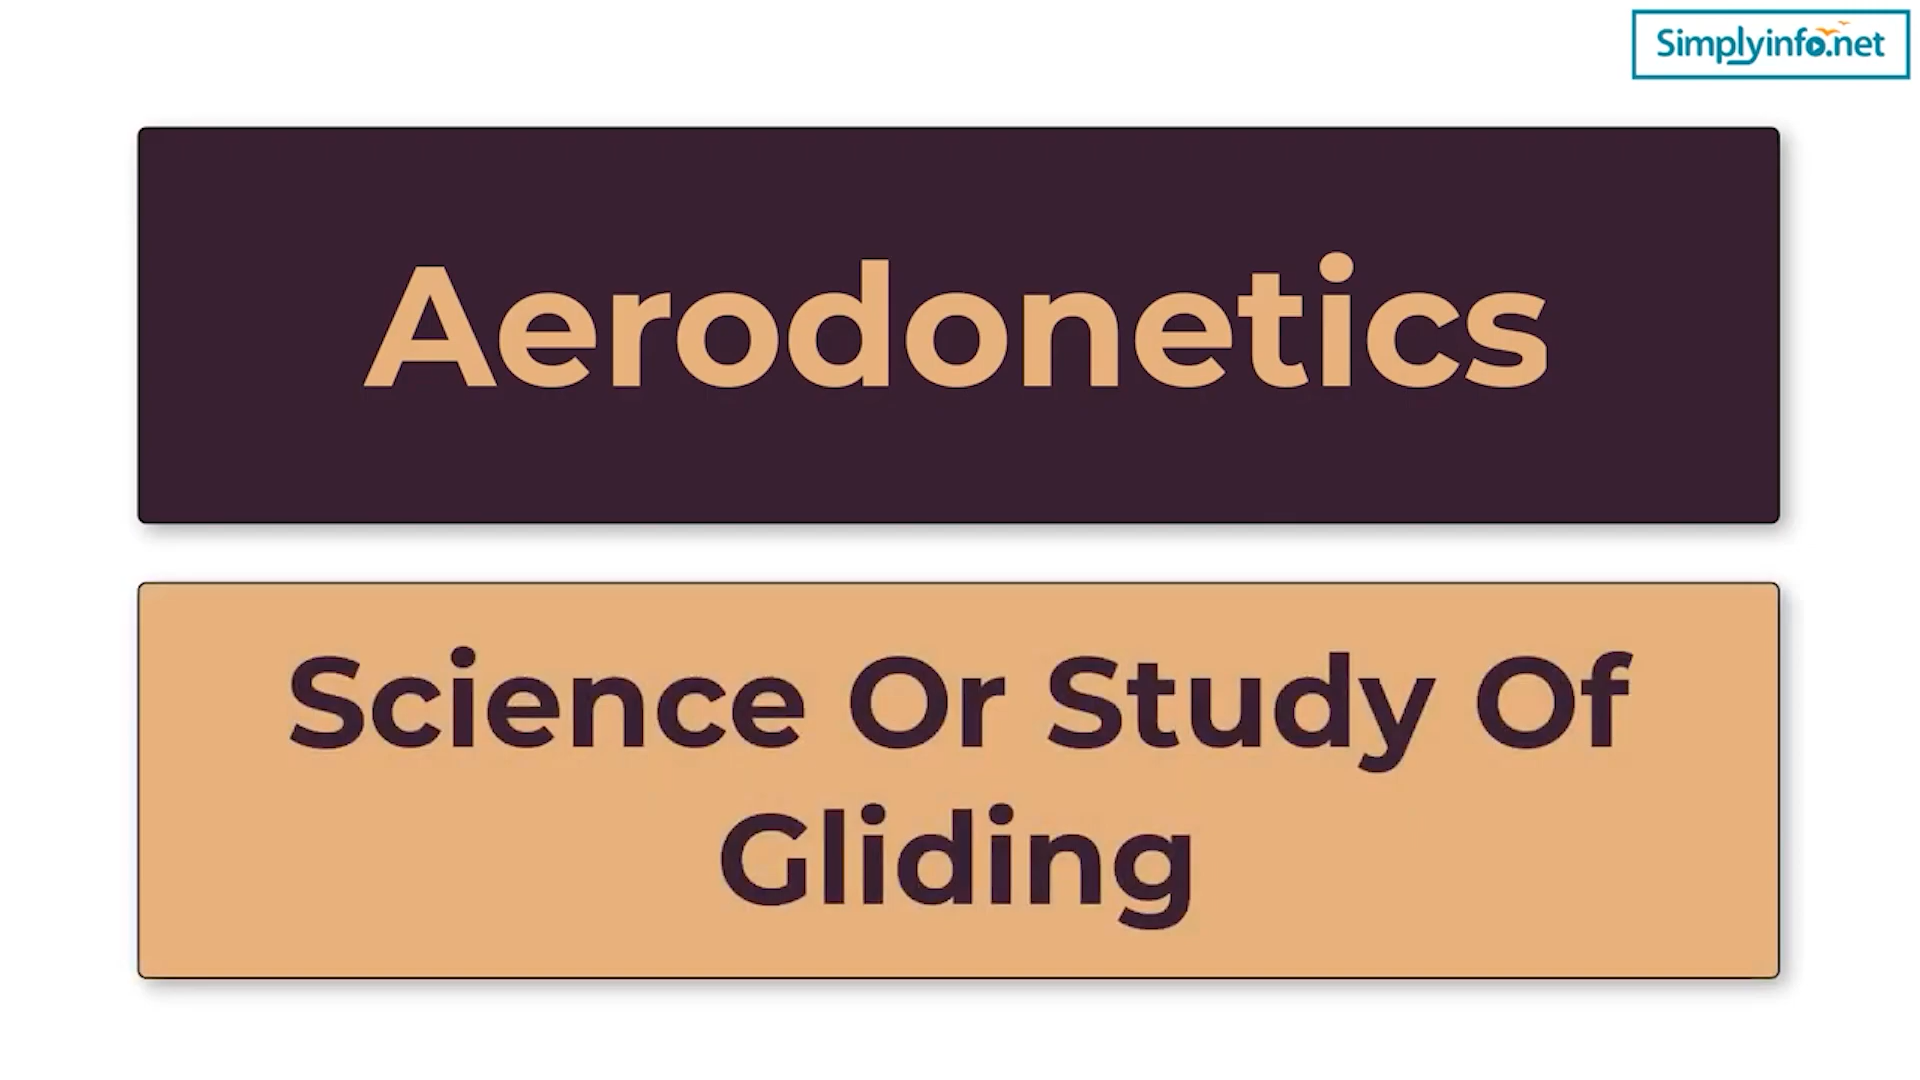 Simplyinfo.net
Aerodonetics
Science Or Study Of
Gliding